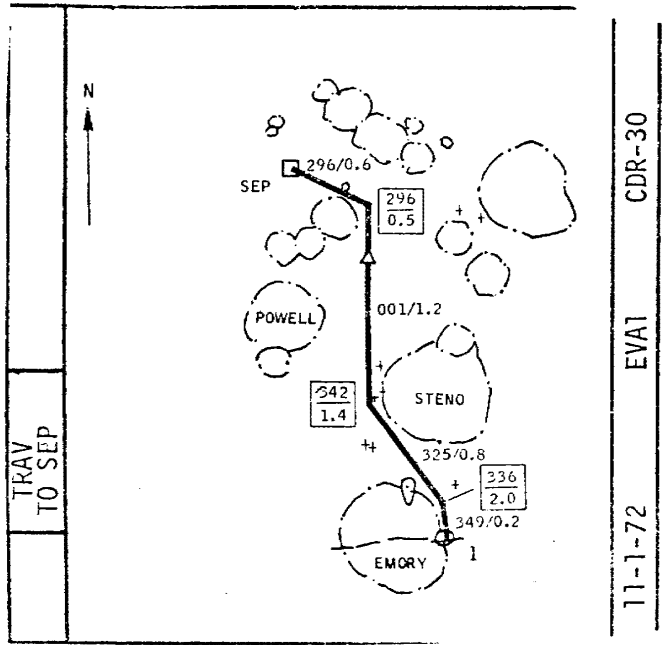 N
296/0.6
SEP
296
0.5
001/1.2
POWELL
342
1.4
STENO
325/0.8
336
2.0
349/0.2
EMORY
1
TRAV
TO SEP
CDR-30
EVA1
11-1-72